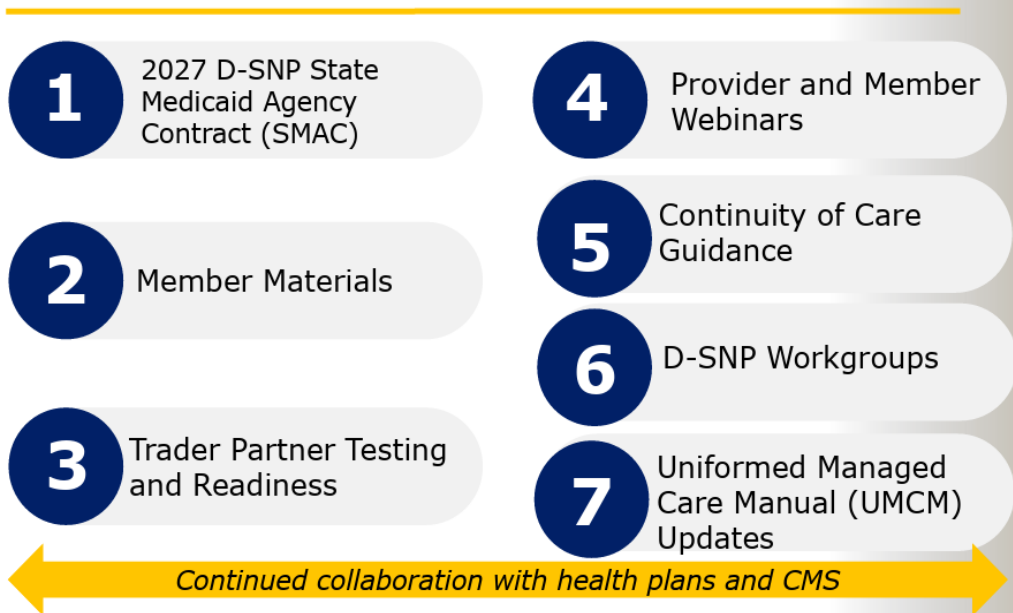 1
2027 D-SNP State
Medicaid Agency
Contract (SMAC)
2
Member Materials
3
Trader Partner Testing
and Readiness
4
Provider and Member
Webinars
5
Continuity of Care
Guidance
6
D-SNP Workgroups
7
Uniformed Managed
Care Manual (UMCM)
Updates
Continued collaboration with health plans and CMS